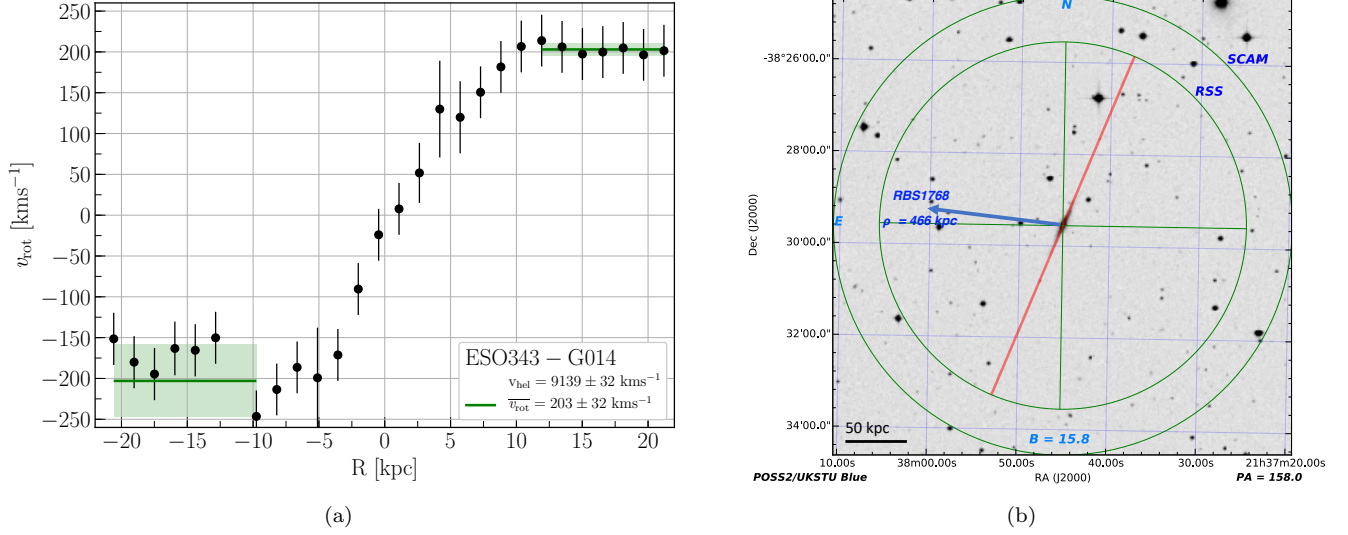 250
200
150
100
50
0
−50
−100
−150
−200
−250
v_rot [kms⁻¹]
ESO343 − G014
v_hel = 9139 ± 32 kms⁻¹
v̅_rot = 203 ± 32 kms⁻¹
−20 −15 −10 −5 0 5 10 15 20
R [kpc]
(a)
N
SCAM
RSS
RBS1768
ρ = 466 kpc
E
-38°26'00.0"
28'00.0"
30'00.0"
32'00.0"
34'00.0"
Dec (J2000)
50 kpc
B = 15.8
10.00s 38m00.00s 50.00s 40.00s 30.00s 21h37m20.00s
POSS2/UKSTU Blue
RA (J2000)
PA = 158.0
(b)